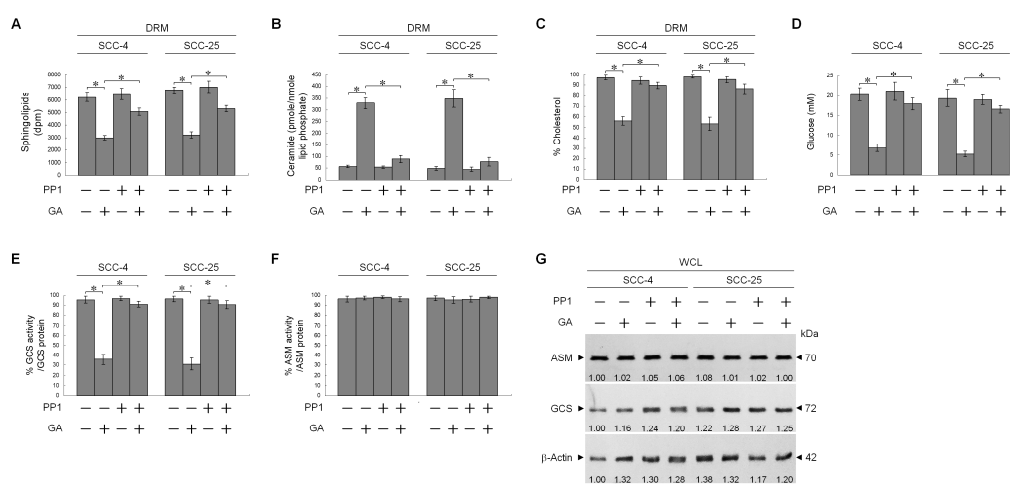 A
DRM
SCC-4 SCC-25
Sphingolipids
(dpm)
8000
7000
6000
5000
4000
3000
2000
1000
0
* * * *
PP1 — — + + — — + +
GA — + — + — + — +
B
DRM
SCC-4 SCC-25
Ceramide (pmole/nmole
lipic phosphate)
450
400
350
300
250
200
150
100
50
0
* * * *
PP1 — — + + — — + +
GA — + — + — + — +
C
DRM
SCC-4 SCC-25
% Cholesterol
100
90
80
70
60
50
40
30
20
10
0
* * * *
PP1 — — + + — — + +
GA — + — + — + — +
D
SCC-4 SCC-25
Glucose (mM)
25
20
15
10
5
0
* * * *
PP1 — — + + — — + +
GA — + — + — + — +
E
SCC-4 SCC-25
% GCS activity
/GCS protein
100
90
80
70
60
50
40
30
20
10
0
* * * *
PP1 — — + + — — + +
GA — + — + — + — +
F
SCC-4 SCC-25
% ASM activity
/ASM protein
100
90
80
70
60
50
40
30
20
10
0
PP1 — — + + — — + +
GA — + — + — + — +
G
WCL
SCC-4 SCC-25
PP1 — — + + — — + +
GA — + — + — + — +
kDa
ASM 70
1.00 1.02 1.05 1.06 1.08 1.01 1.02 1.00
GCS 72
1.00 1.16 1.24 1.20 1.22 1.28 1.27 1.25
β-Actin 42
1.00 1.32 1.30 1.28 1.38 1.32 1.17 1.20